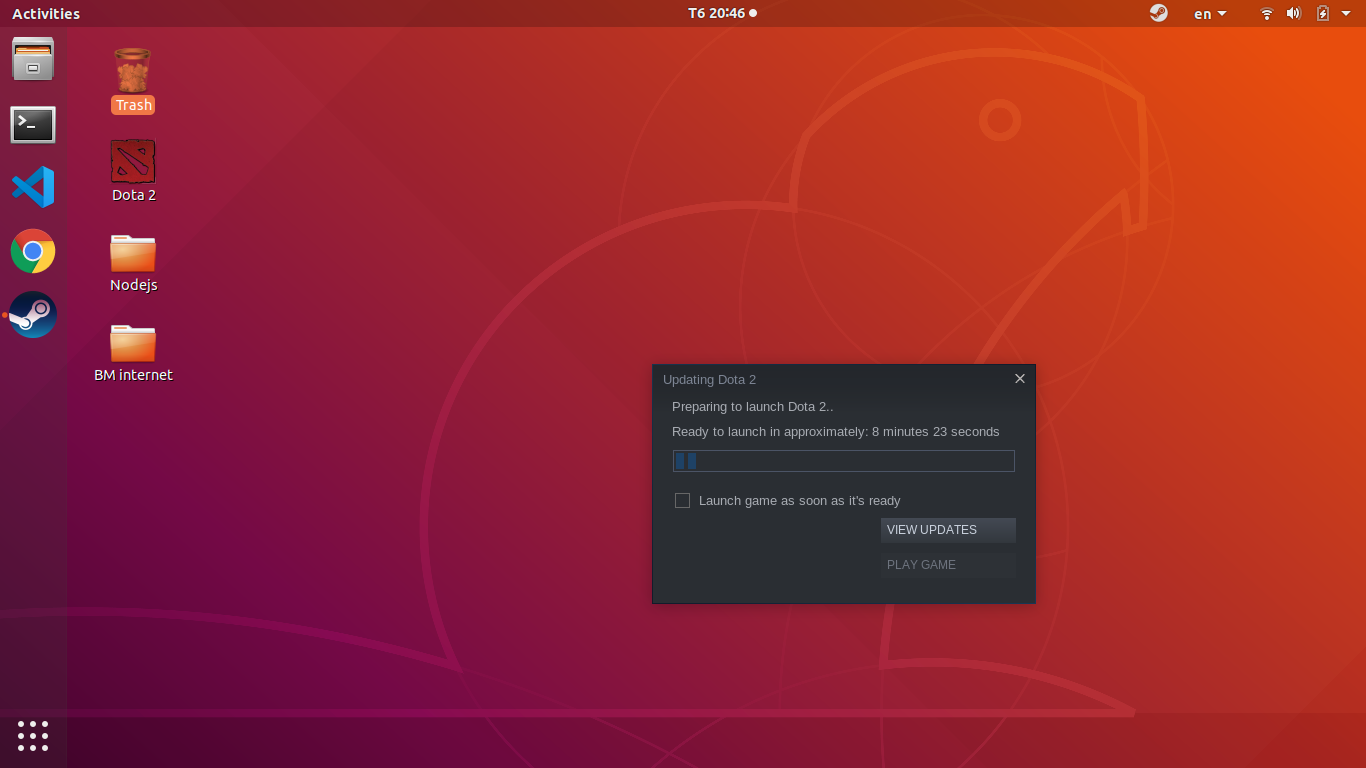 Activities
T6 20:46
en
Trash
Dota 2
Nodejs
BM internet
Updating Dota 2
Preparing to launch Dota 2..
Ready to launch in approximately: 8 minutes 23 seconds
Launch game as soon as it's ready
VIEW UPDATES
PLAY GAME